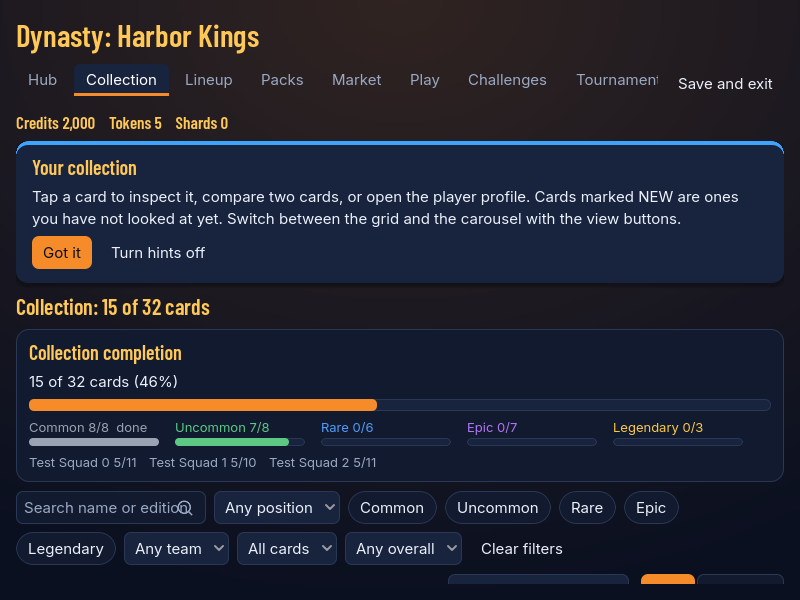 Dynasty: Harbor Kings
Hub Collection Lineup Packs Market Play Challenges Tournament Save and exit
Credits 2,000 Tokens 5 Shards 0
Your collection
Tap a card to inspect it, compare two cards, or open the player profile. Cards marked NEW are ones
you have not looked at yet. Switch between the grid and the carousel with the view buttons.
Got it Turn hints off
Collection: 15 of 32 cards
Collection completion
15 of 32 cards (46%)
Common 8/8 done Uncommon 7/8 Rare 0/6 Epic 0/7 Legendary 0/3
Test Squad 0 5/11 Test Squad 1 5/10 Test Squad 2 5/11
Search name or edition Any position Common Uncommon Rare Epic
Legendary Any team All cards Any overall Clear filters